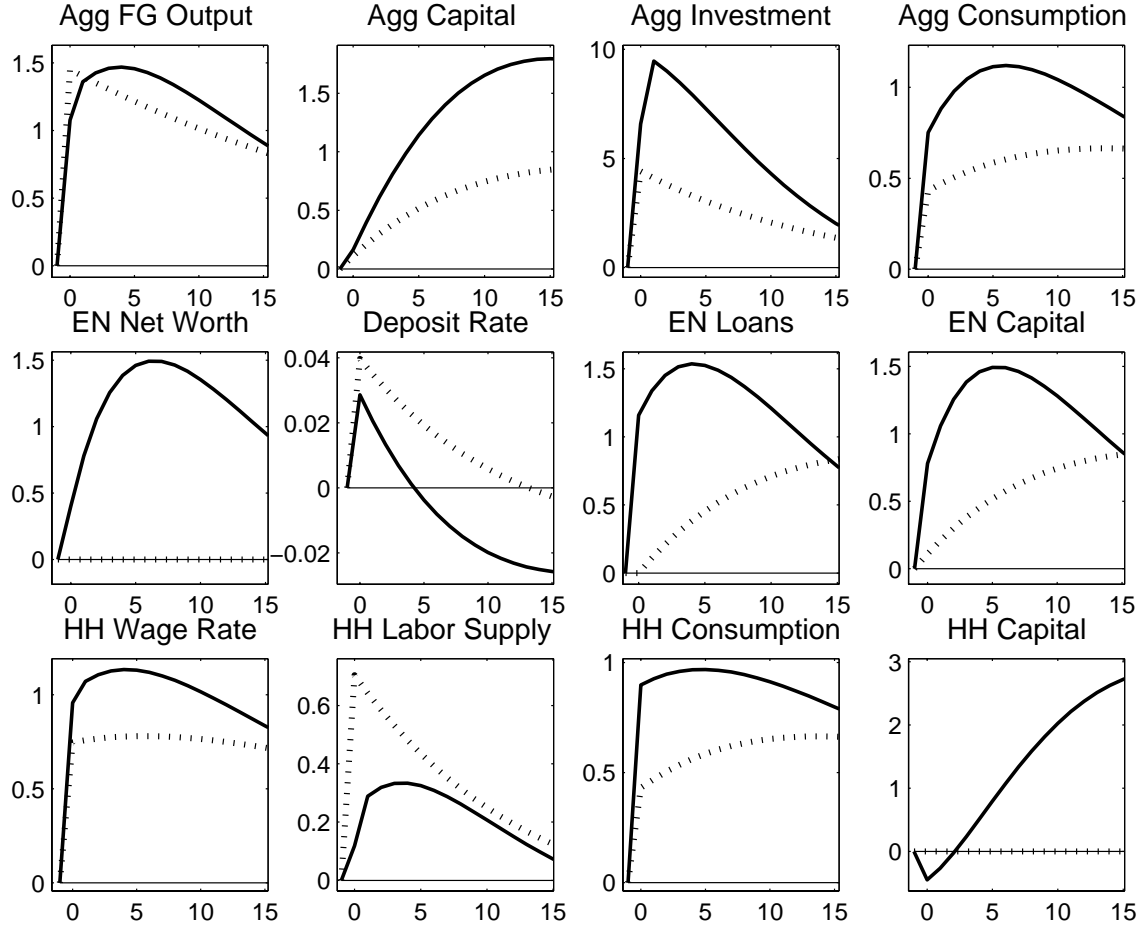 Agg FG Output
Agg Capital
Agg Investment
Agg Consumption
1.5
1
0.5
0
0 5 10 15
1.5
1
0.5
0
0 5 10 15
10
5
0
0 5 10 15
1
0.5
0
0 5 10 15
EN Net Worth
Deposit Rate
EN Loans
EN Capital
1.5
1
0.5
0
0 5 10 15
0.04
0.02
0
−0.02
0 5 10 15
1.5
1
0.5
0
0 5 10 15
1.5
1
0.5
0
0 5 10 15
HH Wage Rate
HH Labor Supply
HH Consumption
HH Capital
1
0.5
0
0 5 10 15
0.6
0.4
0.2
0
0 5 10 15
1
0.5
0
0 5 10 15
3
2
1
0
0 5 10 15